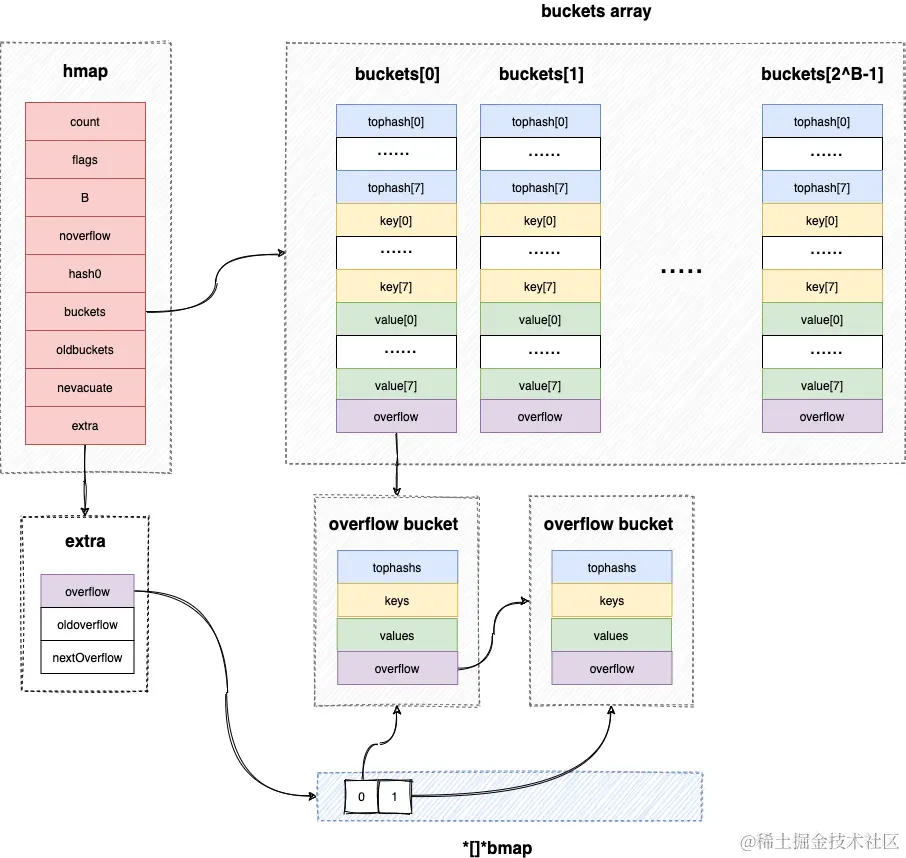 buckets array
hmap
count
flags
B
noverflow
hash0
buckets
oldbuckets
nevacuate
extra
buckets[0]
tophash[0]
......
tophash[7]
key[0]
......
key[7]
value[0]
......
value[7]
overflow
buckets[1]
tophash[0]
......
tophash[7]
key[0]
......
key[7]
value[0]
......
value[7]
overflow
.....
buckets[2^B-1]
tophash[0]
......
tophash[7]
key[0]
......
key[7]
value[0]
......
value[7]
overflow
extra
overflow
oldoverflow
nextOverflow
overflow bucket
tophashs
keys
values
overflow
overflow bucket
tophashs
keys
values
overflow
0 1
*[]*bmap
@稀土掘金技术社区